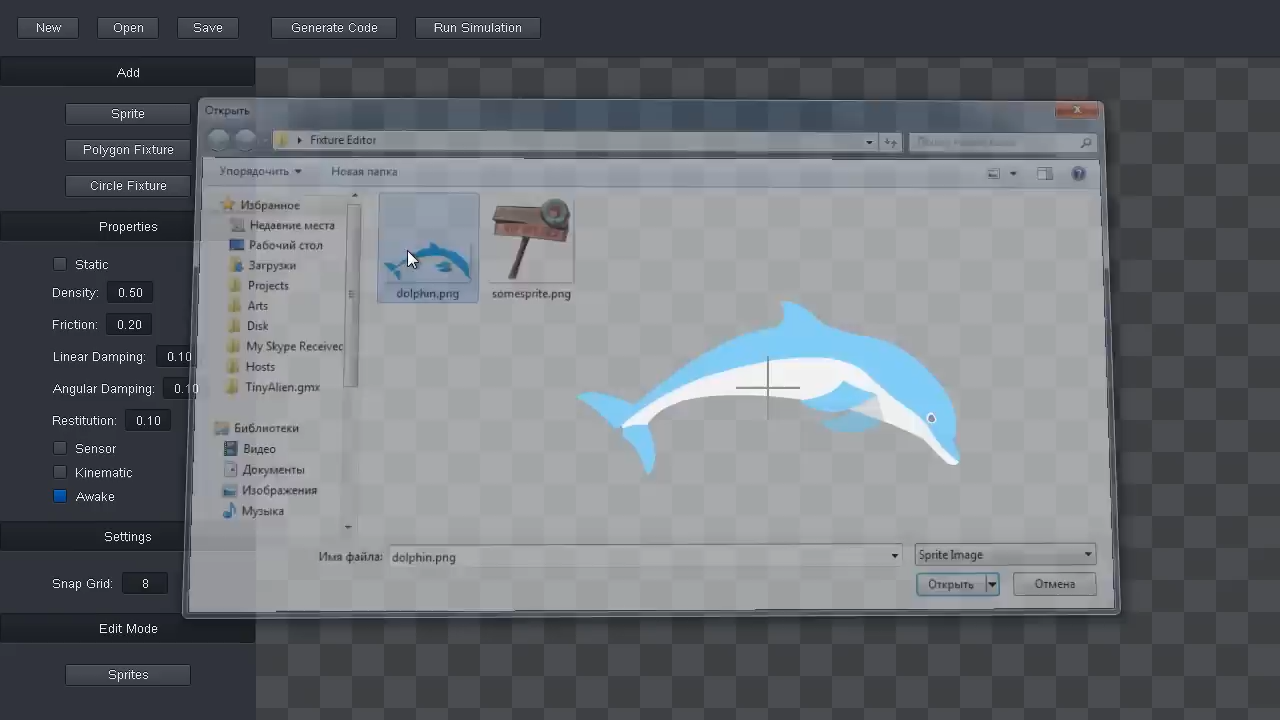 New Open Save Generate Code Run Simulation
Add
Открыть
Sprite
Fixture Editor
Polygon Fixture
Упорядочить Новая папка
Circle Fixture
Избранное
Недавние места
Рабочий стол
Загрузки
Projects
Arts
Disk
My Skype Received
Hosts
TinyAlien.gmx
Библиотеки
Видео
Документы
Изображения
Музыка
dolphin.png somesprite.png
Properties
Static
Density: 0.50
Friction: 0.20
Linear Damping: 0.10
Angular Damping: 0.10
Restitution: 0.10
Sensor
Kinematic
Awake
Settings
Имя файла: dolphin.png Sprite Image
Открыть Отмена
Snap Grid: 8
Edit Mode
Sprites